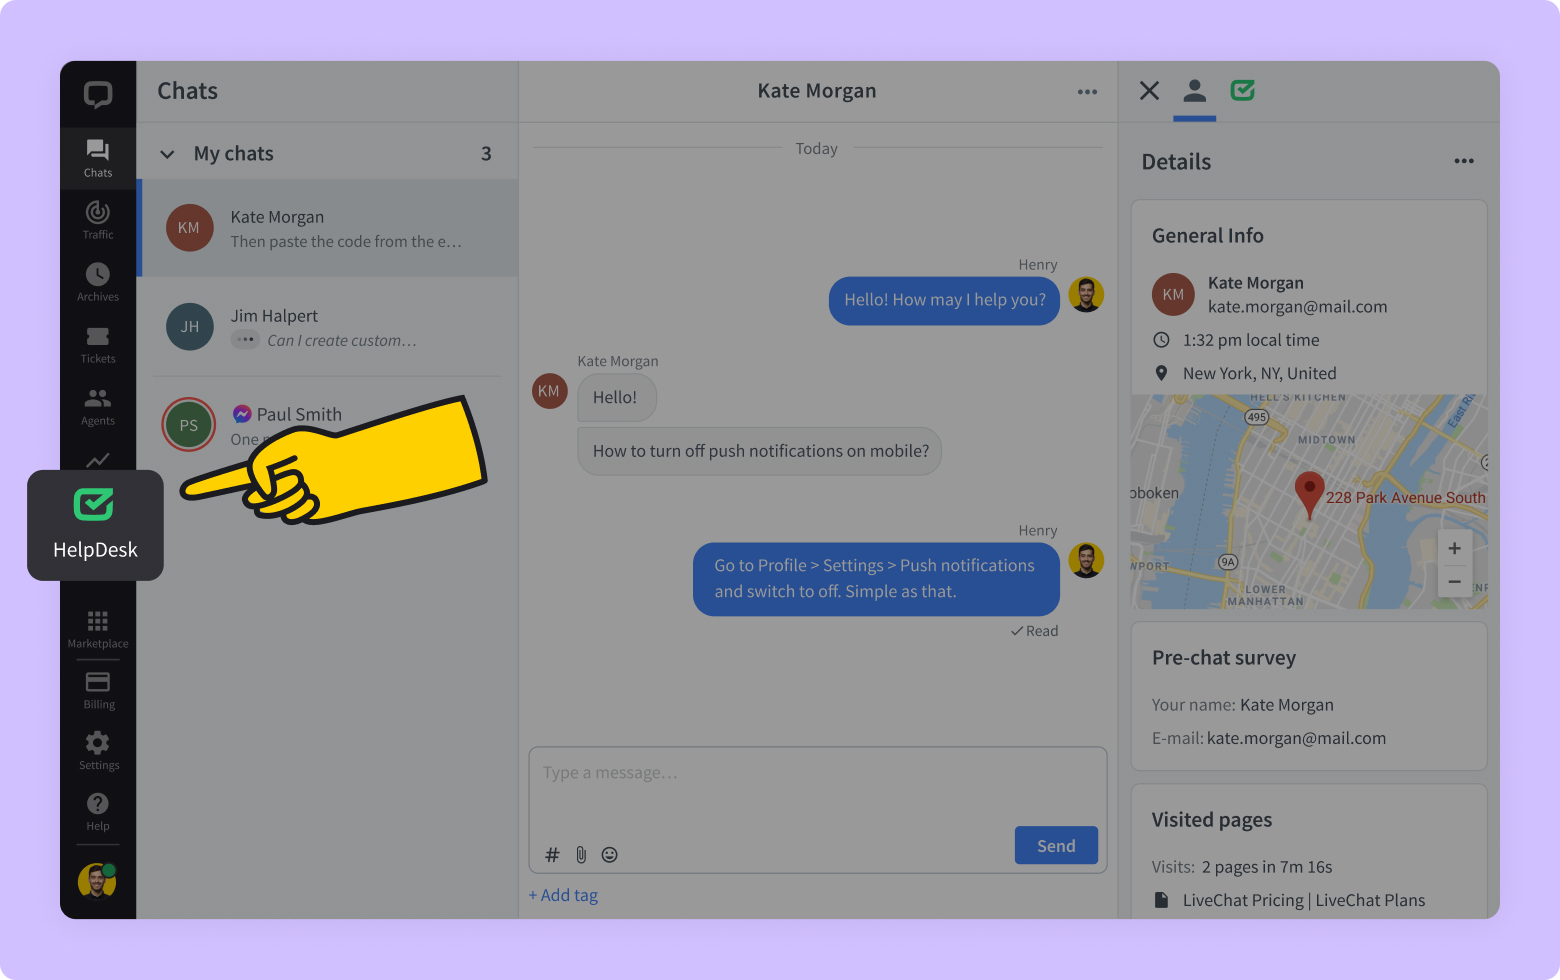 Chats
Traffic
Archives
Tickets
Agents
HelpDesk
Marketplace
Billing
Settings
Help
Chats
My chats
3
KM
Kate Morgan
Then paste the code from the e…
JH
Jim Halpert
Can I create custom…
PS
Paul Smith
One
Kate Morgan
Today
Henry
Hello! How may I help you?
Kate Morgan
KM
Hello!
How to turn off push notifications on mobile?
Henry
Go to Profile > Settings > Push notifications
and switch to off. Simple as that.
Read
Type a message…
#
Send
+ Add tag
Details
General Info
KM
Kate Morgan
kate.morgan@mail.com
1:32 pm local time
New York, NY, United
HELL'S KITCHEN
495
East Ri
MIDTOWN
oboken
228 Park Avenue South
+
9A
WPORT
−
LOWER
MANHATTAN
Pre-chat survey
Your name: Kate Morgan
E-mail: kate.morgan@mail.com
Visited pages
Visits: 2 pages in 7m 16s
LiveChat Pricing | LiveChat Plans